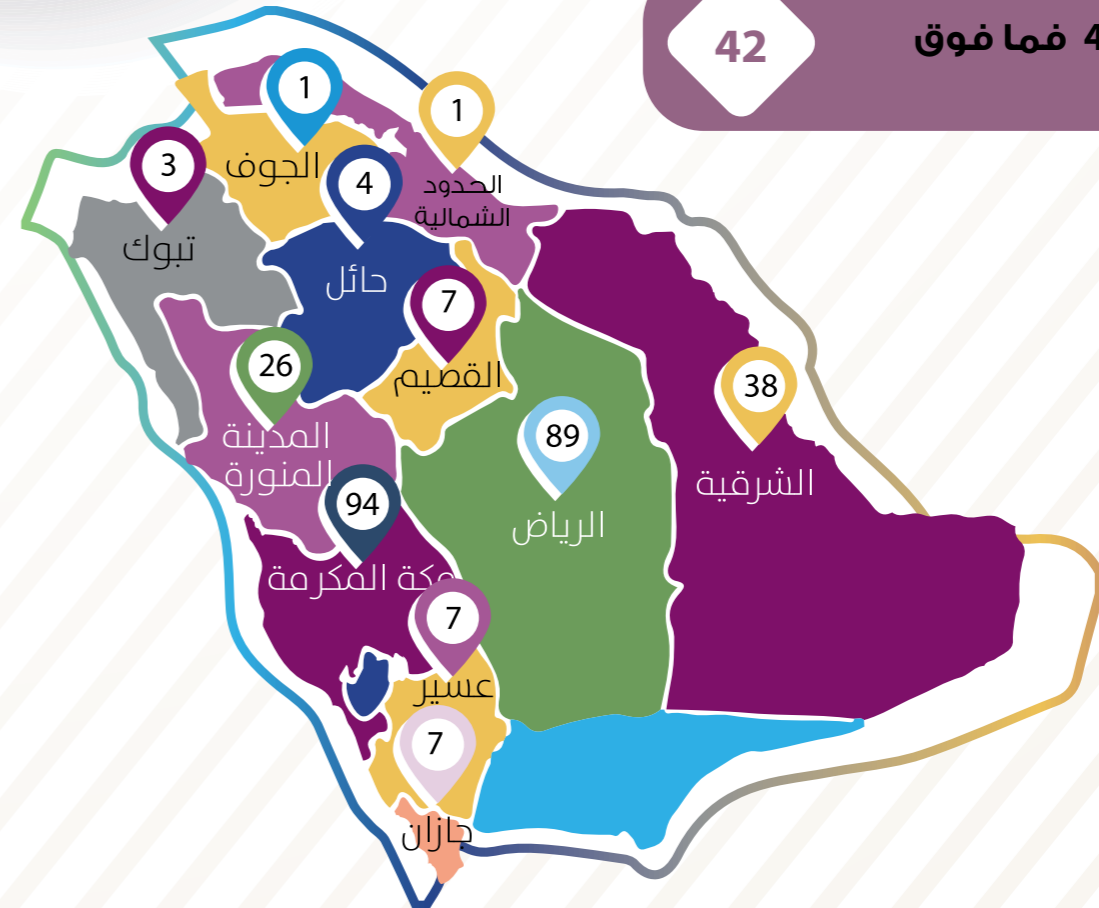 4 فما فوق
42
1
الجوف
1
الحدود
الشمالية
3
تبوك
4
حائل
7
القصيم
26
المدينة
المنورة
38
الشرقية
89
الرياض
94
مكة المكرمة
7
عسير
7
جازان